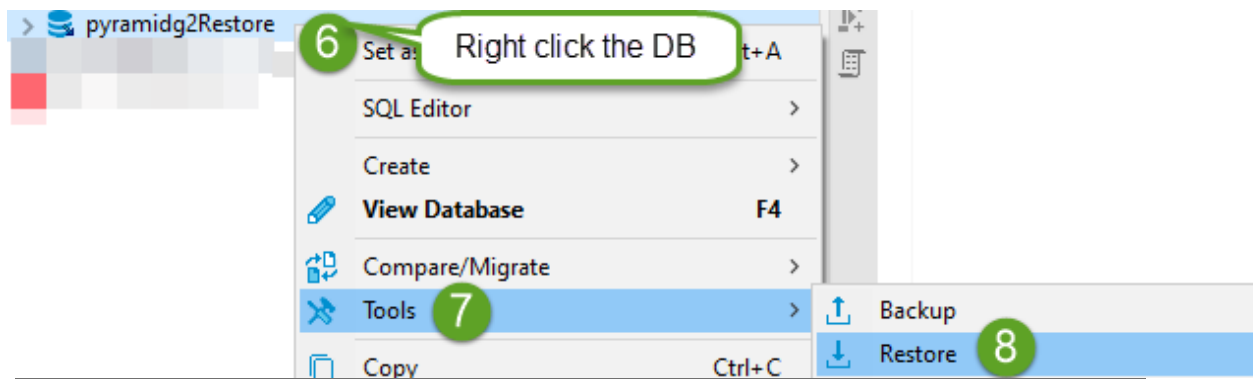 pyramidg2Restore
6
Right click the DB
Set as
t+A
SQL Editor
Create
View Database F4
Compare/Migrate
Tools 7
Backup
Restore 8
Copy Ctrl+C